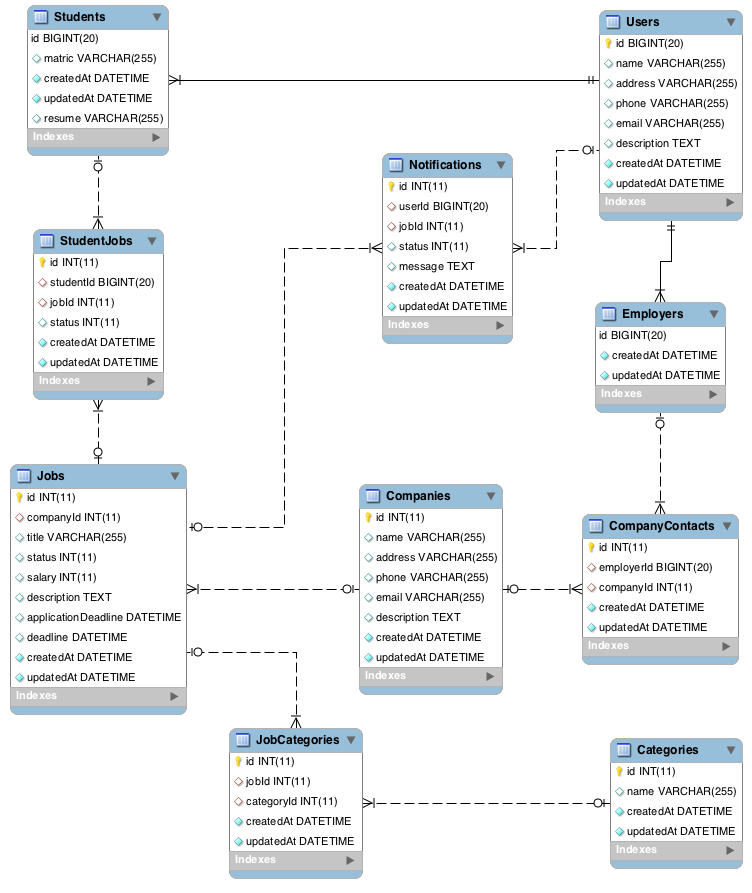 Students
id BIGINT(20)
matric VARCHAR(255)
createdAt DATETIME
updatedAt DATETIME
resume VARCHAR(255)
Indexes
Users
id BIGINT(20)
name VARCHAR(255)
address VARCHAR(255)
phone VARCHAR(255)
email VARCHAR(255)
description TEXT
createdAt DATETIME
updatedAt DATETIME
Indexes
Notifications
id INT(11)
userId BIGINT(20)
jobId INT(11)
status INT(11)
message TEXT
createdAt DATETIME
updatedAt DATETIME
Indexes
StudentJobs
id INT(11)
studentId BIGINT(20)
jobId INT(11)
status INT(11)
createdAt DATETIME
updatedAt DATETIME
Indexes
Employers
id BIGINT(20)
createdAt DATETIME
updatedAt DATETIME
Indexes
Jobs
id INT(11)
companyId INT(11)
title VARCHAR(255)
status INT(11)
salary INT(11)
description TEXT
applicationDeadline DATETIME
deadline DATETIME
createdAt DATETIME
updatedAt DATETIME
Indexes
Companies
id INT(11)
name VARCHAR(255)
address VARCHAR(255)
phone VARCHAR(255)
email VARCHAR(255)
description TEXT
createdAt DATETIME
updatedAt DATETIME
Indexes
CompanyContacts
id INT(11)
employerId BIGINT(20)
companyId INT(11)
createdAt DATETIME
updatedAt DATETIME
Indexes
JobCategories
id INT(11)
jobId INT(11)
categoryId INT(11)
createdAt DATETIME
updatedAt DATETIME
Indexes
Categories
id INT(11)
name VARCHAR(255)
createdAt DATETIME
updatedAt DATETIME
Indexes